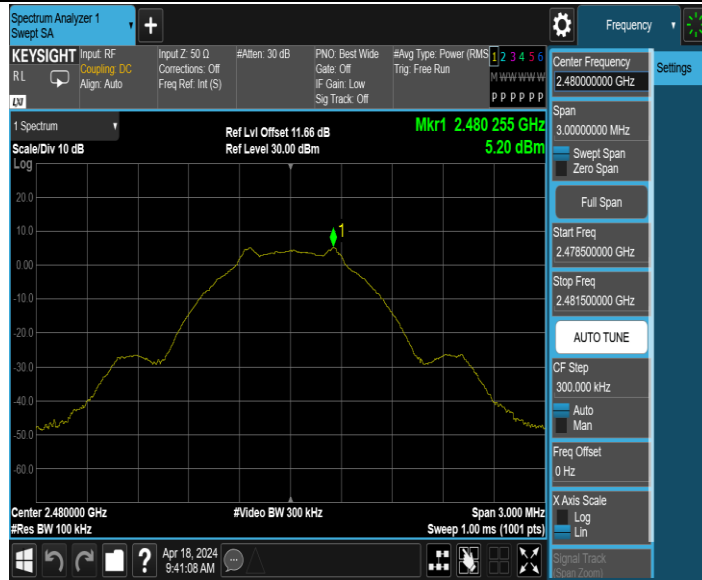 Spectrum Analyzer 1
Swept SA
Frequency
KEYSIGHT
RL
LXI
Input: RF
Coupling: DC
Align: Auto
Input Z: 50 Ω
Corrections: Off
Freq Ref: Int (S)
#Atten: 30 dB
PNO: Best Wide
Gate: Off
IF Gain: Low
Sig Track: Off
#Avg Type: Power (RMS
Trig: Free Run
1 2 3 4 5 6
M W W W W W
P P P P P P
1 Spectrum
Scale/Div 10 dB
Log
Ref Lvl Offset 11.66 dB
Ref Level 30.00 dBm
Mkr1 2.480 255 GHz
5.20 dBm
1
20.0
10.0
0.00
-10.0
-20.0
-30.0
-40.0
-50.0
-60.0
Center 2.480000 GHz
#Res BW 100 kHz
#Video BW 300 kHz
Span 3.000 MHz
Sweep 1.00 ms (1001 pts)
?
Apr 18, 2024
9:41:08 AM
Center Frequency
2.480000000 GHz
Settings
Span
3.00000000 MHz
Swept Span
Zero Span
Full Span
Start Freq
2.478500000 GHz
Stop Freq
2.481500000 GHz
AUTO TUNE
CF Step
300.000 kHz
Auto
Man
Freq Offset
0 Hz
X Axis Scale
Log
Lin
Signal Track
(Span Zoom)